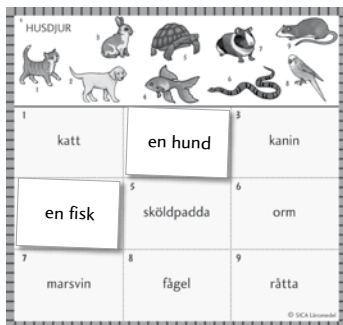 HUSDJUR
1
2
3
4
5
6
7
8
9
1
katt
en hund
3
kanin
en fisk
5
sköldpadda
6
orm
7
marsvin
8
fågel
9
råtta
© SICA Läromedel